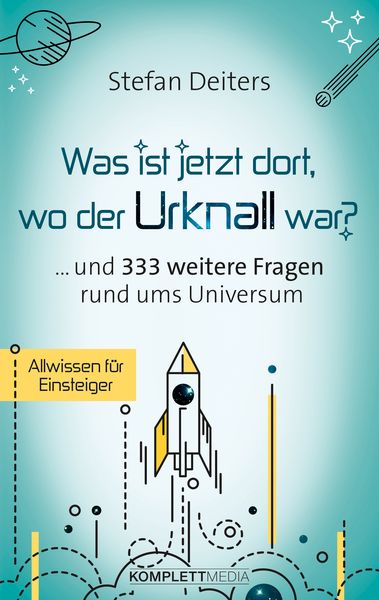 Stefan Deiters
Was ist jetzt dort,
wo der Urknall war?
... und 333 weitere Fragen
rund ums Universum
Allwissen für
Einsteiger
KOMPLETTMEDIA